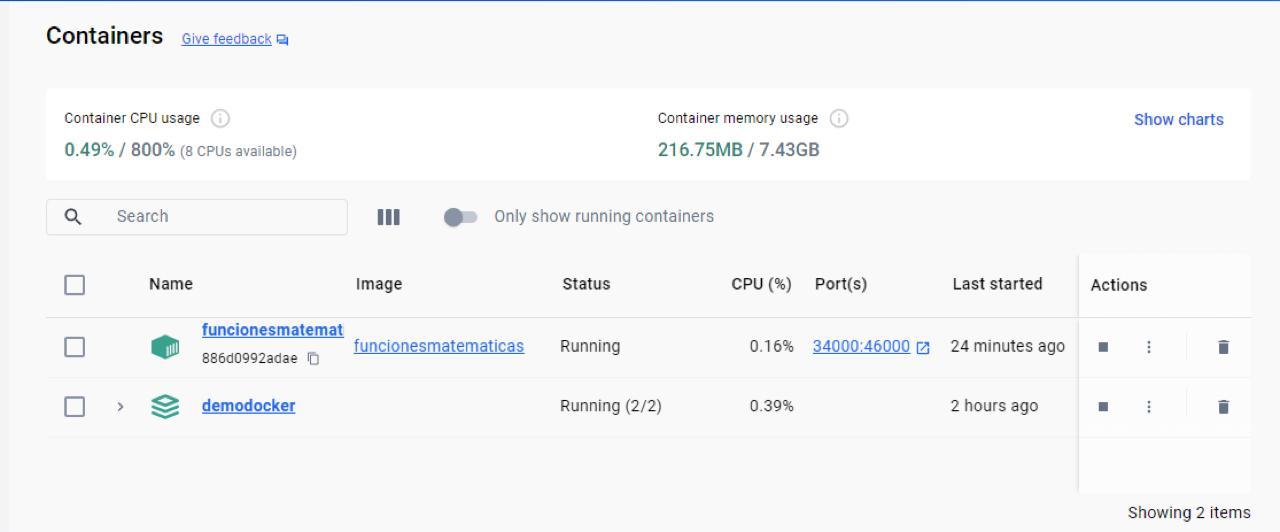 Containers Give feedback
Container CPU usage
0.49% / 800% (8 CPUs available)
Container memory usage
216.75MB / 7.43GB
Show charts
Search
Only show running containers
Name Image Status CPU (%) Port(s) Last started Actions
funcionesmatemat
886d0992adae
funcionesmatematicas Running 0.16% 34000:46000 24 minutes ago
demodocker Running (2/2) 0.39% 2 hours ago
Showing 2 items